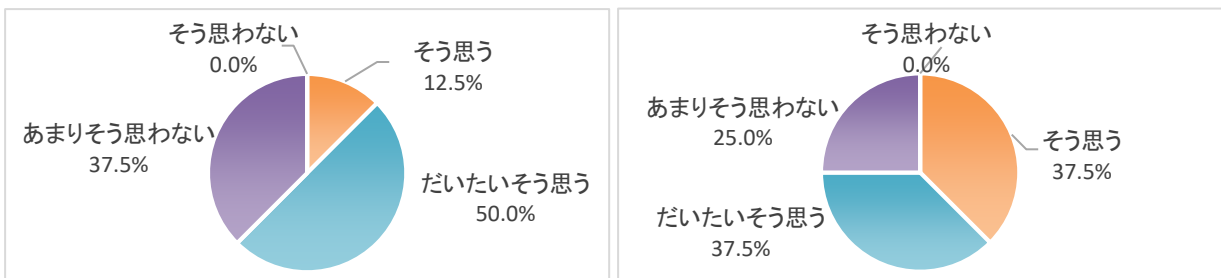 そう思わない
0.0%
そう思う
12.5%
あまりそう思わない
37.5%
だいたいそう思う
50.0%
そう思わない
0.0%
あまりそう思わない
25.0%
そう思う
37.5%
だいたいそう思う
37.5%